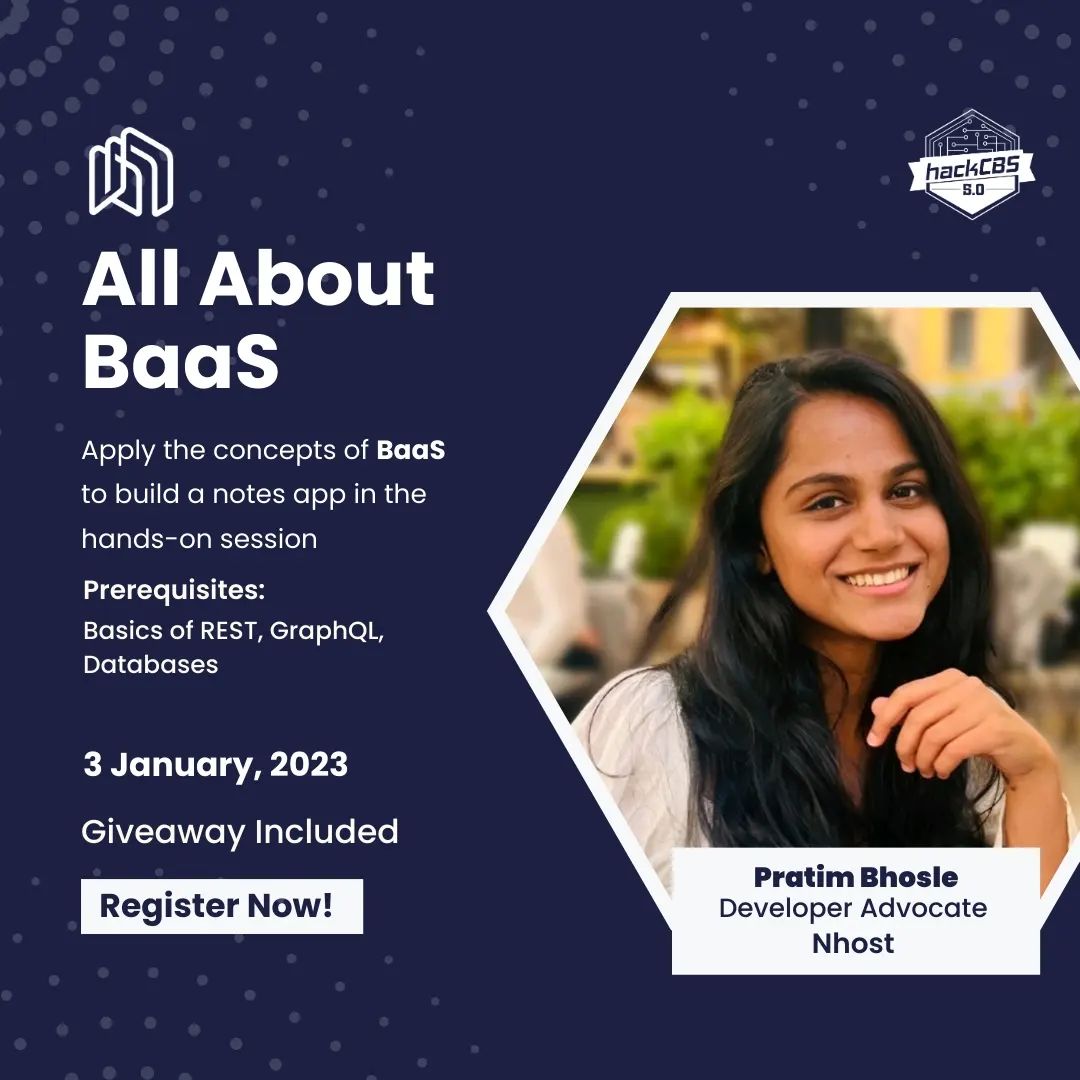 hackCBS
5.0
All About
BaaS
Apply the concepts of BaaS
to build a notes app in the
hands-on session
Prerequisites:
Basics of REST, GraphQL,
Databases
3 January, 2023
Giveaway Included
Register Now!
Pratim Bhosle
Developer Advocate
Nhost